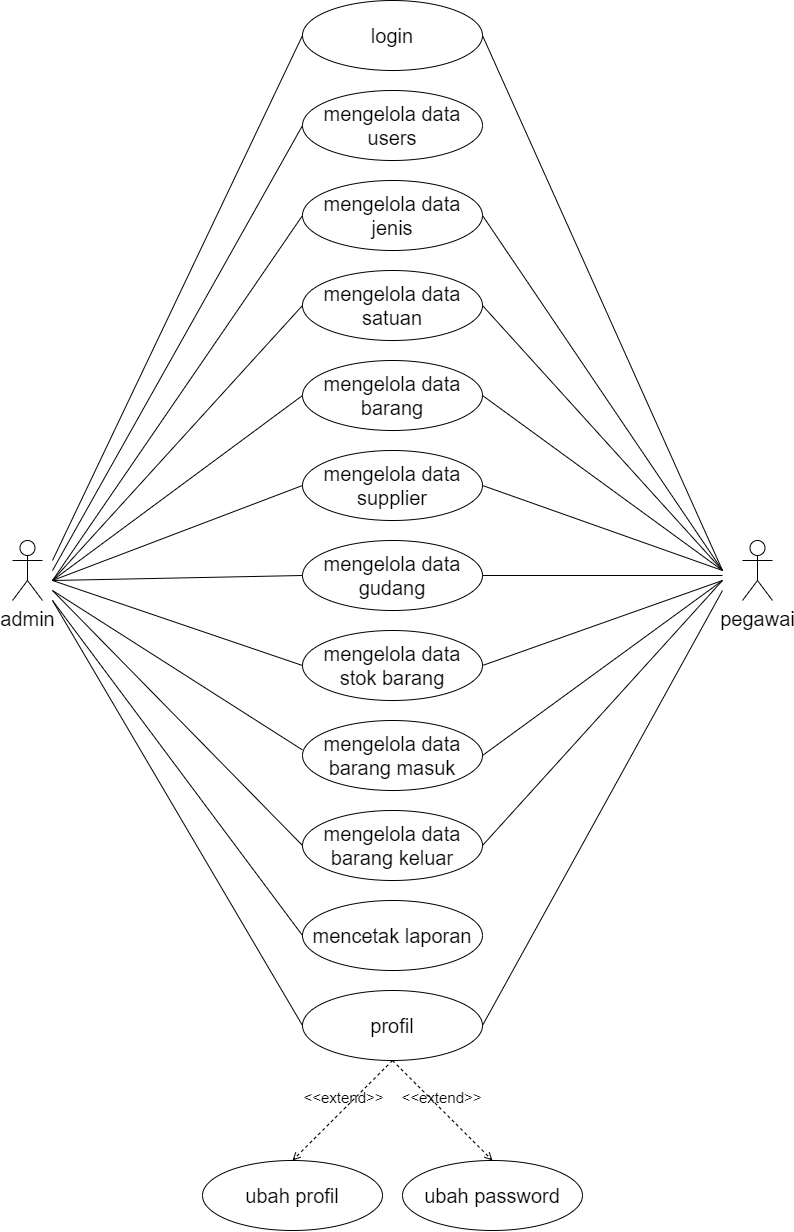 login
mengelola data
users
mengelola data
jenis
mengelola data
satuan
mengelola data
barang
mengelola data
supplier
mengelola data
gudang
admin
pegawai
mengelola data
stok barang
mengelola data
barang masuk
mengelola data
barang keluar
mencetak laporan
profil
<<extend>>
<<extend>>
ubah profil
ubah password